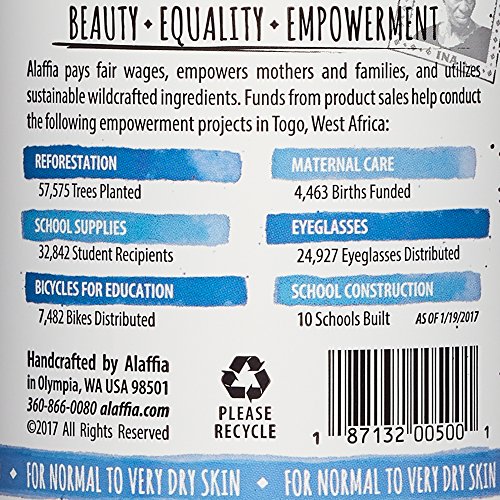 BEAUTY • EQUALITY • EMPOWERMENT
INA
Alaffia pays fair wages, empowers mothers and families, and utilizes
sustainable wildcrafted ingredients. Funds from product sales help conduct
the following empowerment projects in Togo, West Africa:
REFORESTATION
57,575 Trees Planted
MATERNAL CARE
4,463 Births Funded
SCHOOL SUPPLIES
32,842 Student Recipients
EYEGLASSES
24,927 Eyeglasses Distributed
BICYCLES FOR EDUCATION
7,482 Bikes Distributed
SCHOOL CONSTRUCTION
10 Schools Built AS OF 1/19/2017
Handcrafted by Alaffia
in Olympia, WA USA 98501
360-866-0080 alaffia.com
©2017 All Rights Reserved
PLEASE
RECYCLE
1 87132 00500 1
• FOR NORMAL TO VERY DRY SKIN • FOR NORMAL TO VERY DRY SKIN •